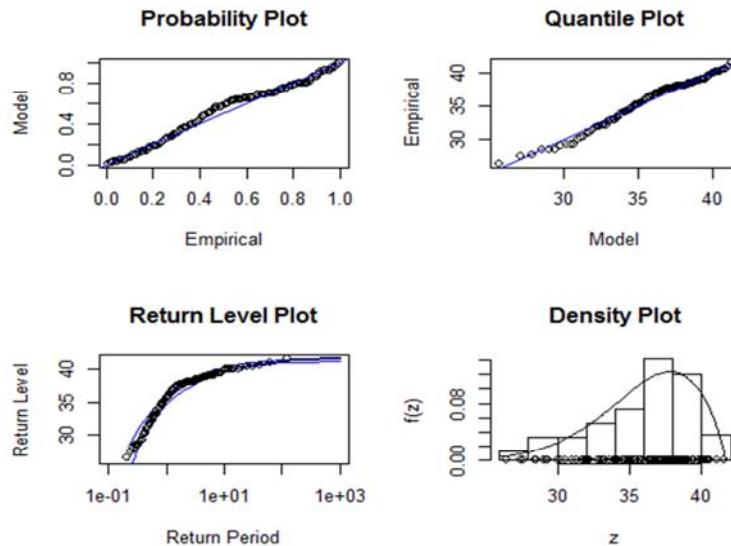 Probability Plot
Model
0.0 0.4 0.8
0.0 0.2 0.4 0.6 0.8 1.0
Empirical
Quantile Plot
Empirical
30 35 40
30 35 40
Model
Return Level Plot
Return Level
30 35 40
1e-01 1e+01 1e+03
Return Period
Density Plot
f(z)
0.00 0.08
30 35 40
z